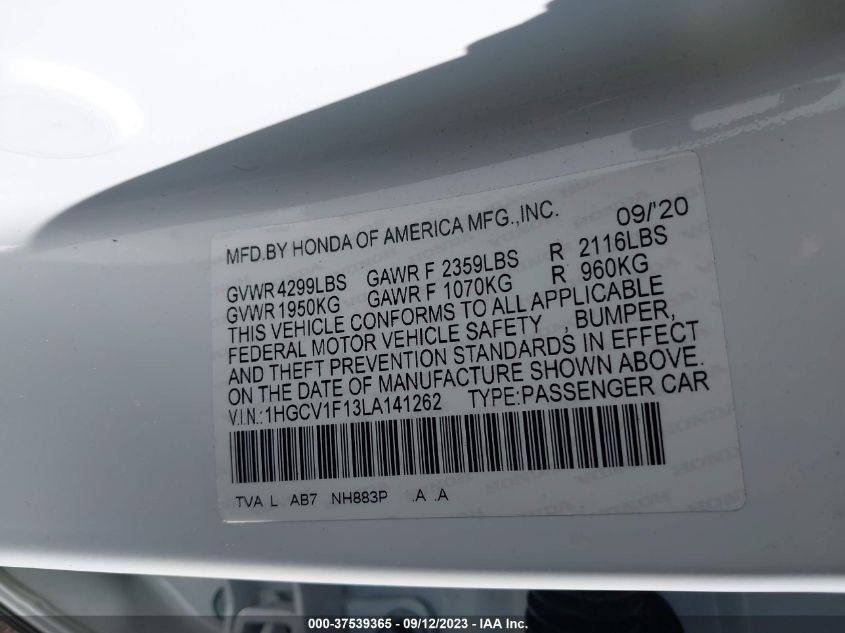 MFD.BY HONDA OF AMERICA MFG.,INC. 09/'20
GVWR 4299LBS GAWR F 2359LBS R 2116LBS
GVWR 1950KG GAWR F 1070KG R 960KG
THIS VEHICLE CONFORMS TO ALL APPLICABLE
FEDERAL MOTOR VEHICLE SAFETY , BUMPER,
AND THEFT PREVENTION STANDARDS IN EFFECT
ON THE DATE OF MANUFACTURE SHOWN ABOVE.
V.I.N.:1HGCV1F13LA141262 TYPE:PASSENGER CAR
TVA L AB7 NH883P .A .A
000-37539365 - 09/12/2023 - IAA Inc.